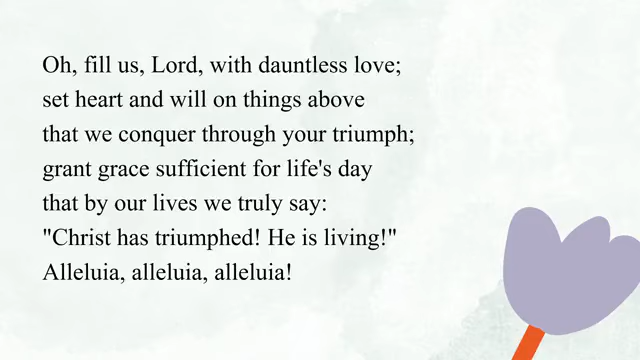 Oh, fill us, Lord, with dauntless love;
set heart and will on things above
that we conquer through your triumph;
grant grace sufficient for life's day
that by our lives we truly say:
"Christ has triumphed! He is living!"
Alleluia, alleluia, alleluia!